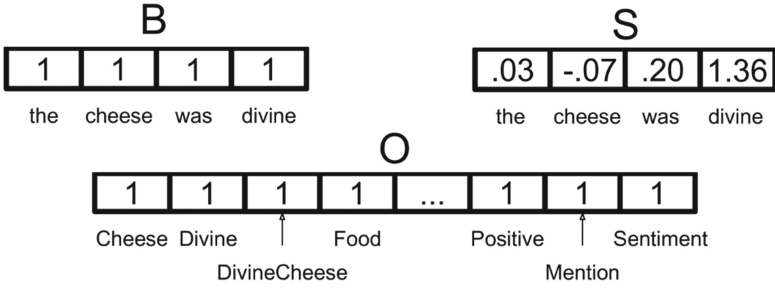 B S
1 1 1 1 .03 -.07 .20 1.36
the cheese was divine the cheese was divine
O
1 1 1 1 ... 1 1 1
Cheese Divine Food Positive Sentiment
DivineCheese Mention